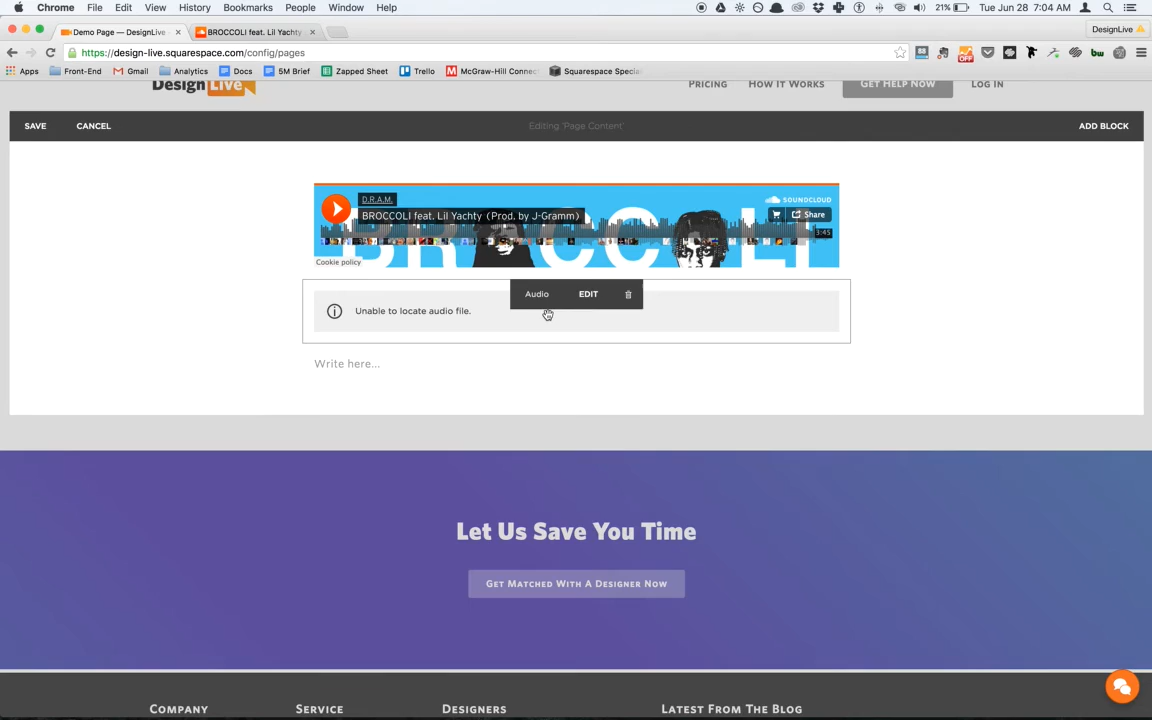 Chrome File Edit View History Bookmarks People Window Help 21% Tue Jun 28 7:04 AM
Demo Page — DesignLive BROCCOLI feat. Lil Yachty DesignLive
https://design-live.squarespace.com/config/pages
Apps Front-End Gmail Analytics Docs 5M Brief Zapped Sheet Trello McGraw-Hill Connec Squarespace Special
OFF bw
Design Live PRICING HOW IT WORKS GET HELP NOW LOG IN
SAVE CANCEL Editing 'Page Content' ADD BLOCK
D.R.A.M. SOUNDCLOUD
BROCCOLI feat. Lil Yachty (Prod. by J-Gramm) Share
3:45
BROCCOLI
Cookie policy
Audio EDIT
Unable to locate audio file.
Write here...
Let Us Save You Time
Get Matched With A Designer Now
Company Service Designers Latest From The Blog